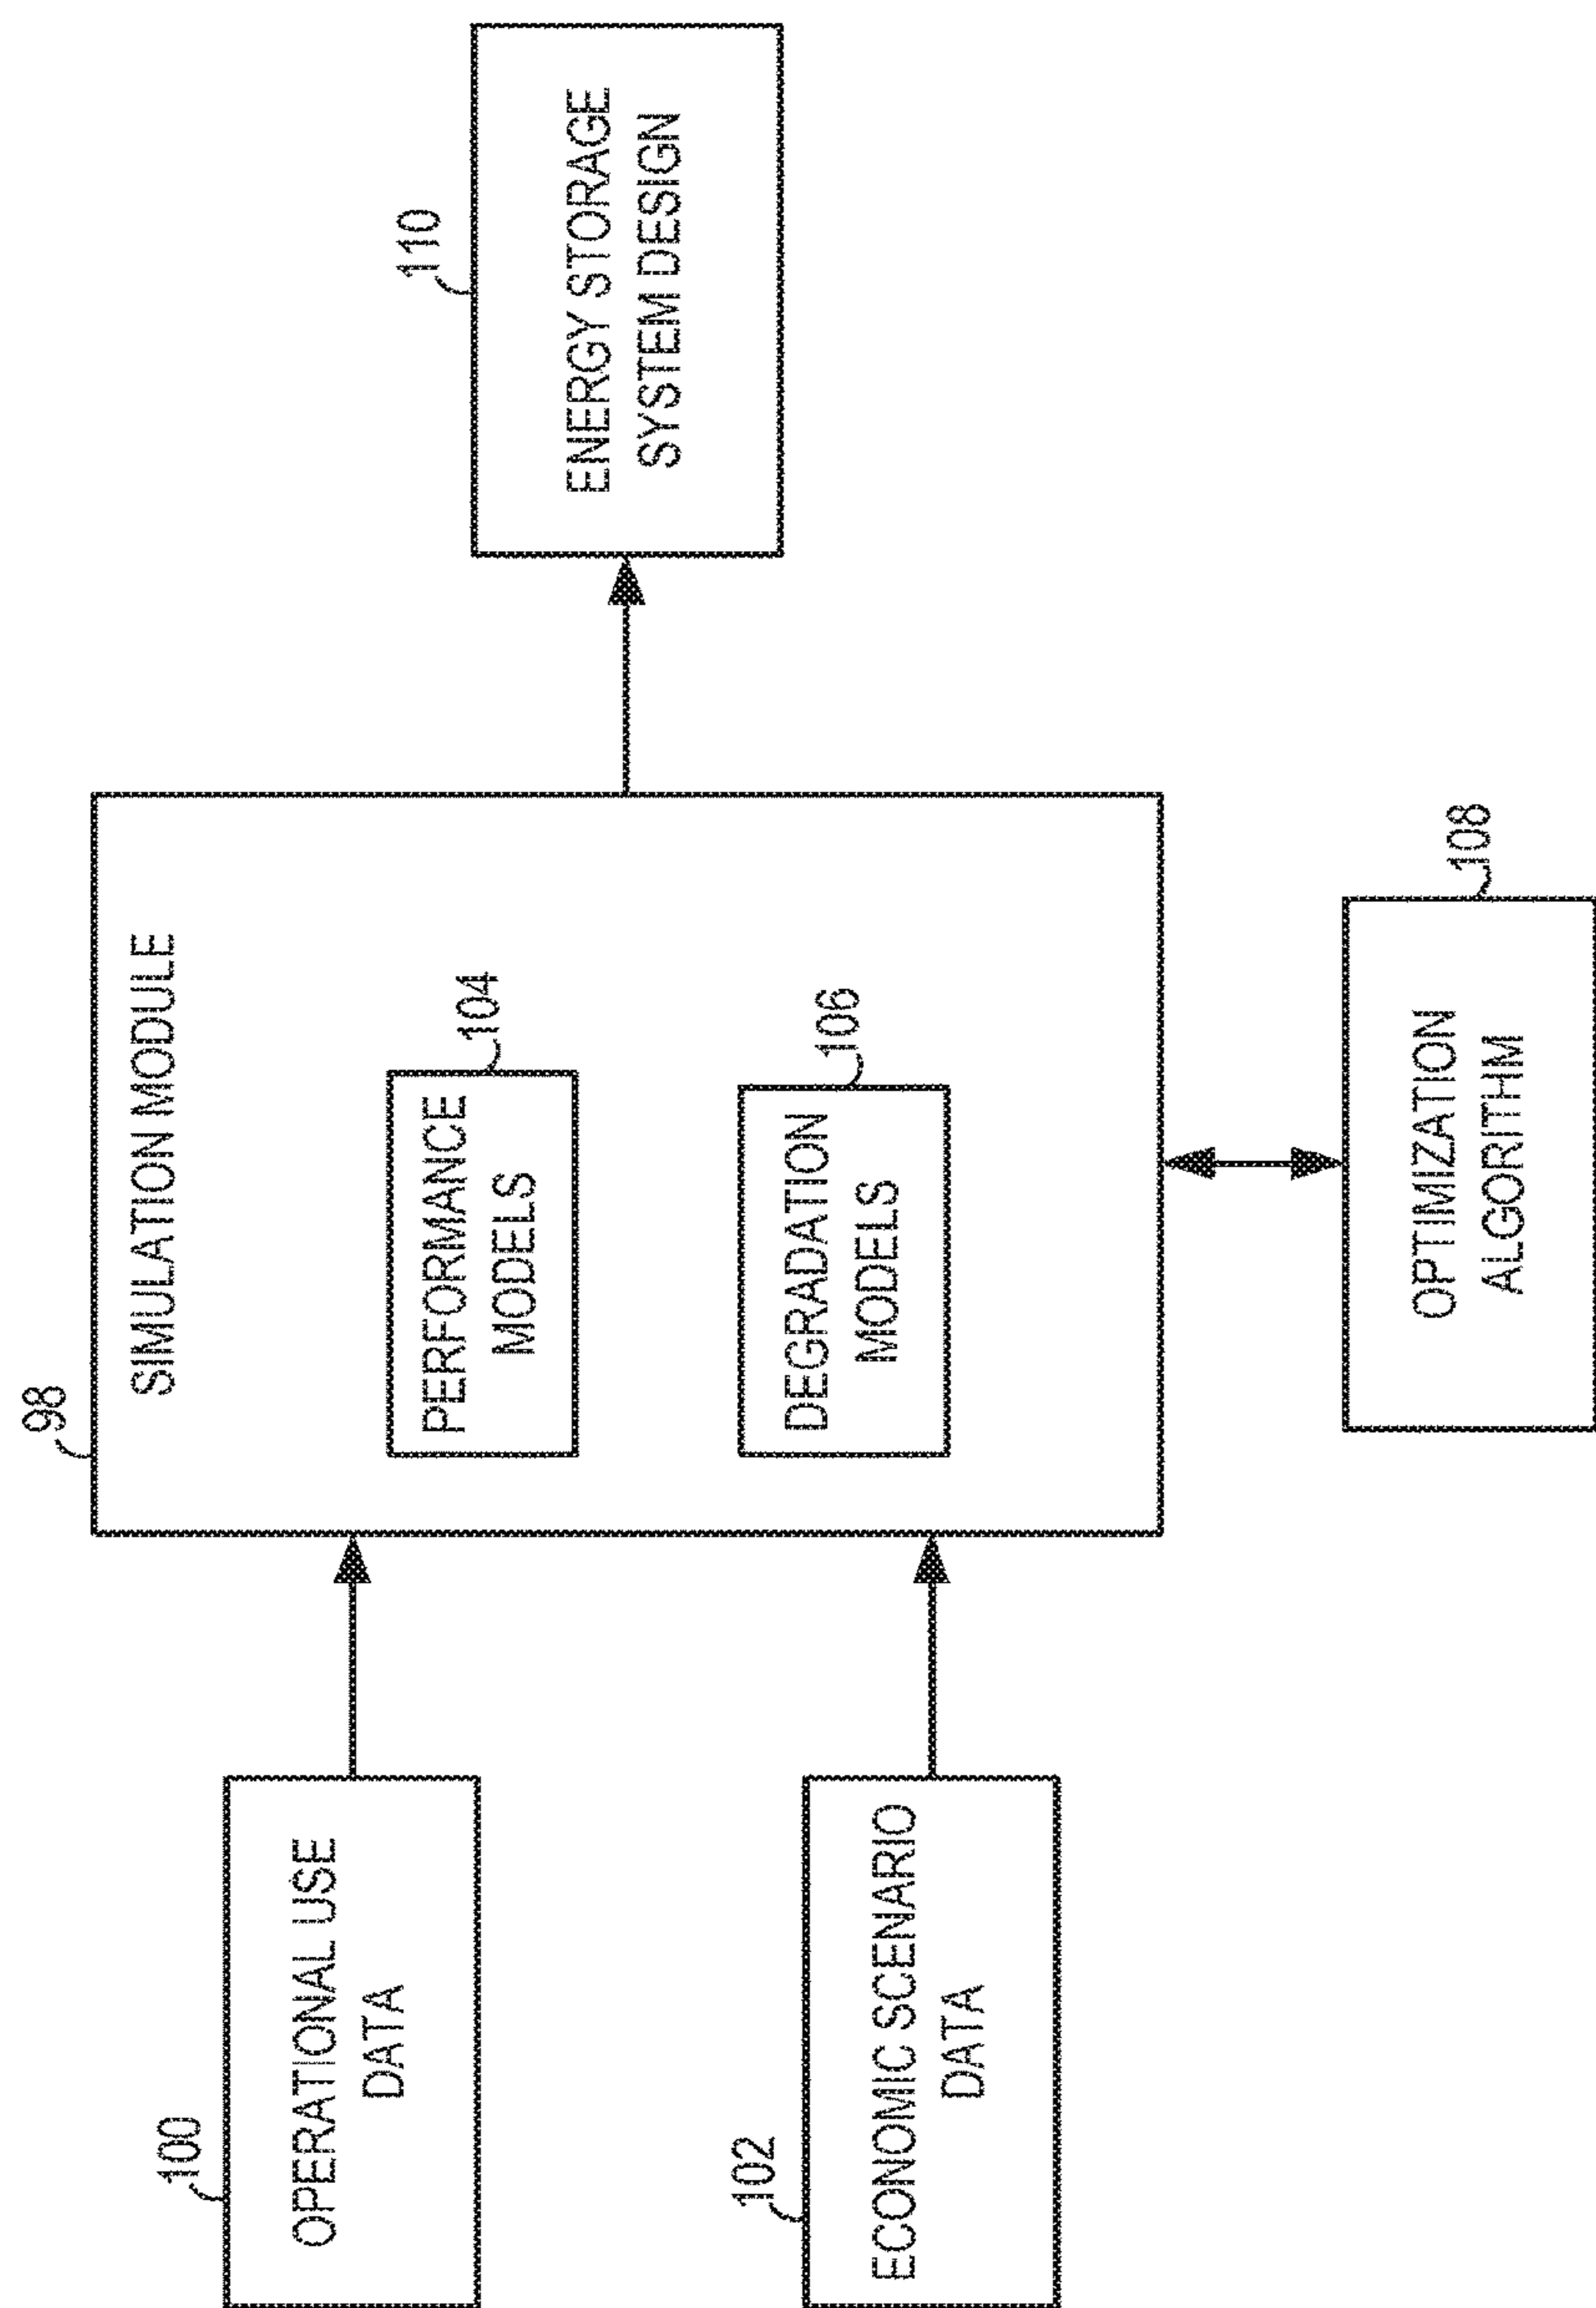 98
SIMULATION MODULE
100
OPERATIONAL USE
DATA
104
PERFORMANCE
MODELS
110
ENERGY STORAGE
SYSTEM DESIGN
102
ECONOMIC SCENARIO
DATA
106
DEGRADATION
MODELS
108
OPTIMIZATION
ALGORITHM